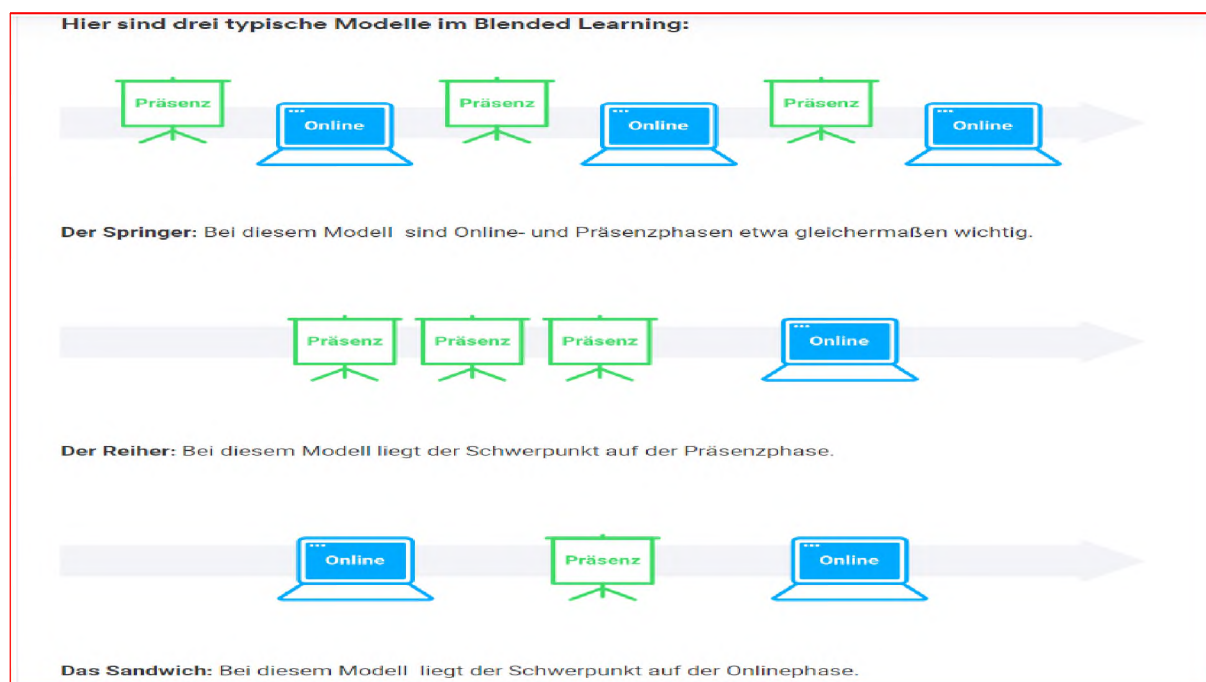 Hier sind drei typische Modelle im Blended Learning:
Präsenz Online Präsenz Online Präsenz Online
Der Springer: Bei diesem Modell sind Online- und Präsenzphasen etwa gleichermaßen wichtig.
Präsenz Präsenz Präsenz Online
Der Reiher: Bei diesem Modell liegt der Schwerpunkt auf der Präsenzphase.
Online Präsenz Online
Das Sandwich: Bei diesem Modell liegt der Schwerpunkt auf der Onlinephase.